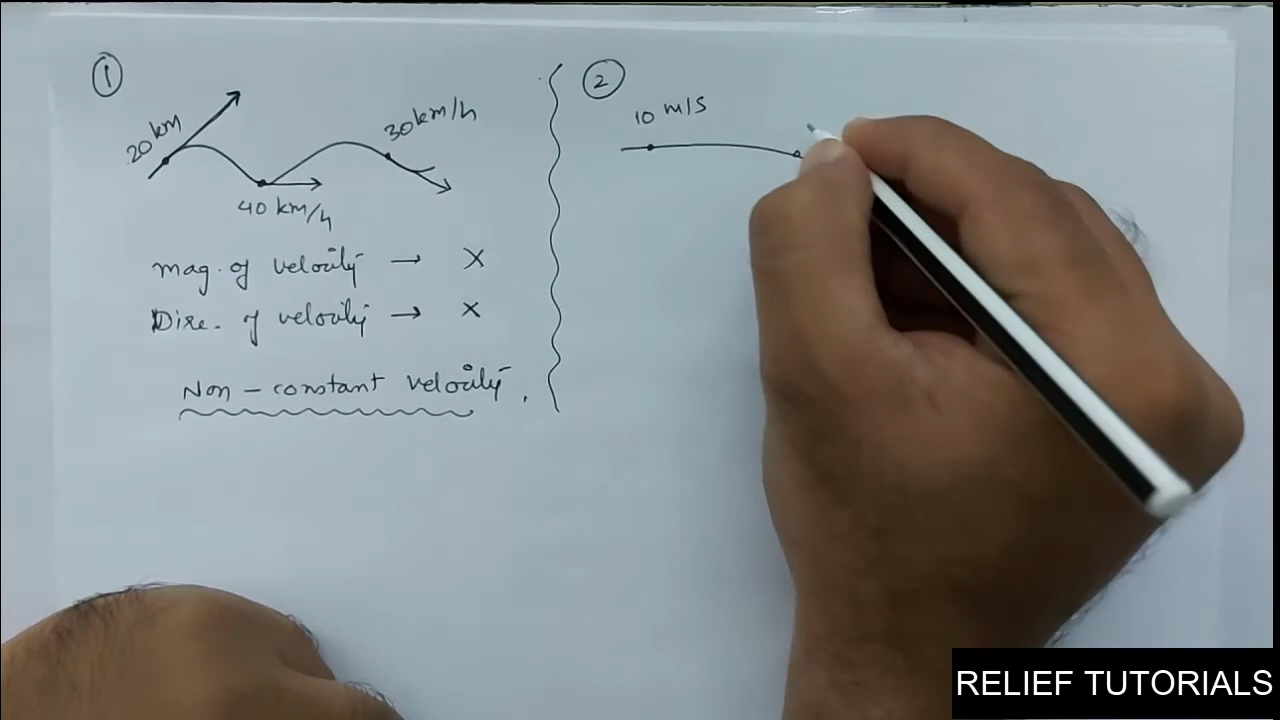 ①
20 km
30 km/h
40 km/h
mag. of velocity → X
Dire. of velocity → X
Non-constant velocity.
②
10 m/s
RELIEF TUTORIALS